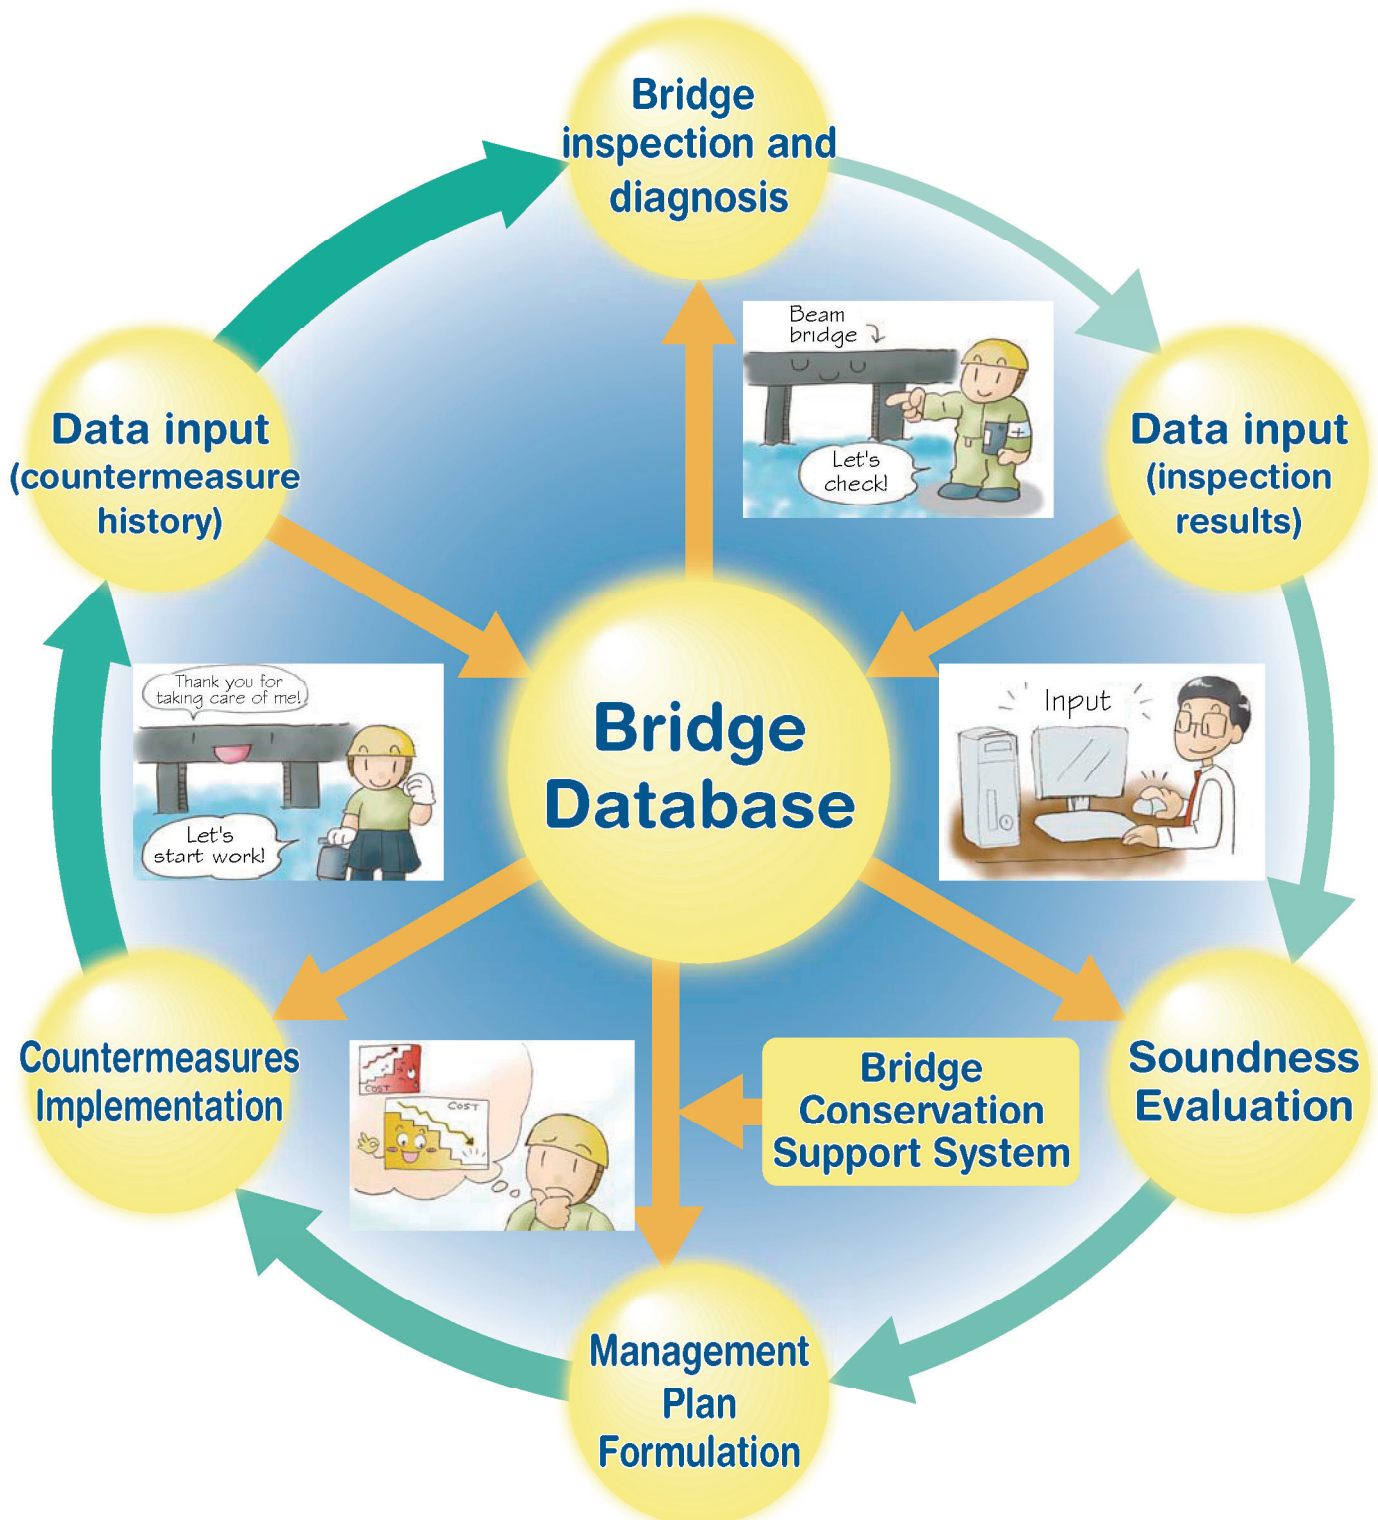 Bridge
inspection and
diagnosis
Beam
bridge
Let's
check!
Data input
(countermeasure
history)
Data input
(inspection
results)
Thank you for
taking care of me!
Let's
start work!
Bridge
Database
Input
Countermeasures
Implementation
COST
COST
Bridge
Conservation
Support System
Soundness
Evaluation
Management
Plan
Formulation